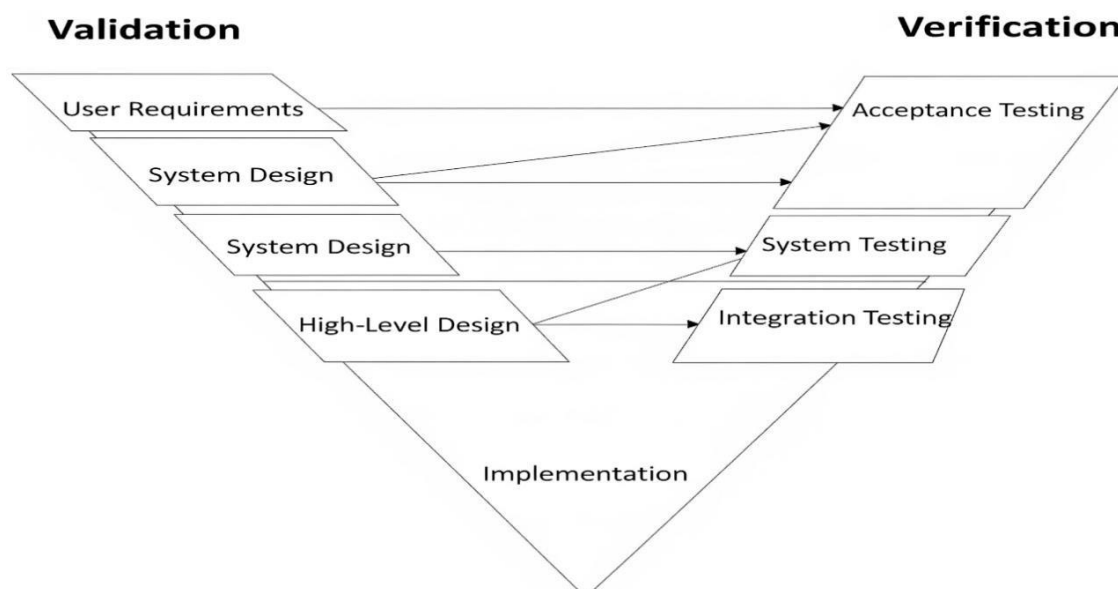 Validation
Verification
User Requirements
Acceptance Testing
System Design
System Design
System Testing
High-Level Design
Integration Testing
Implementation